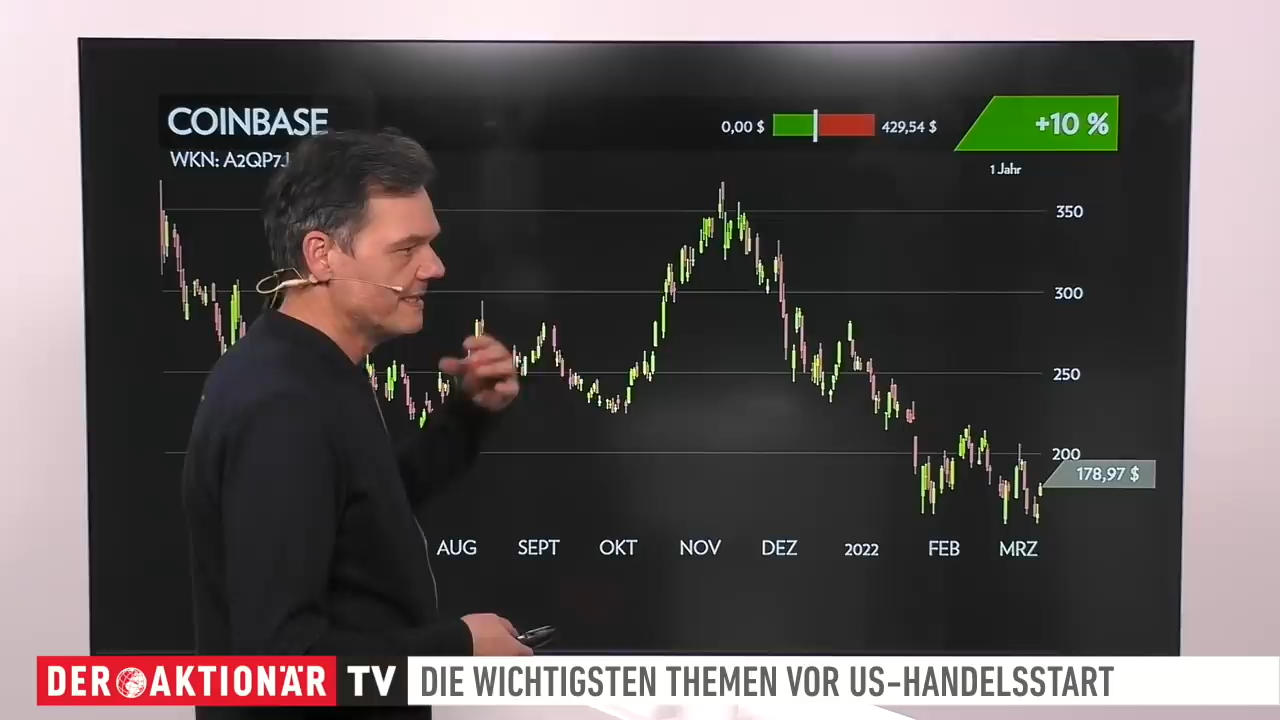 COINBASE
WKN: A2QP7J
0,00 $
429,54 $
+10 %
1 Jahr
350
300
250
200
178,97 $
AUG SEPT OKT NOV DEZ 2022 FEB MRZ
DER AKTIONÄR TV DIE WICHTIGSTEN THEMEN VOR US-HANDELSSTART